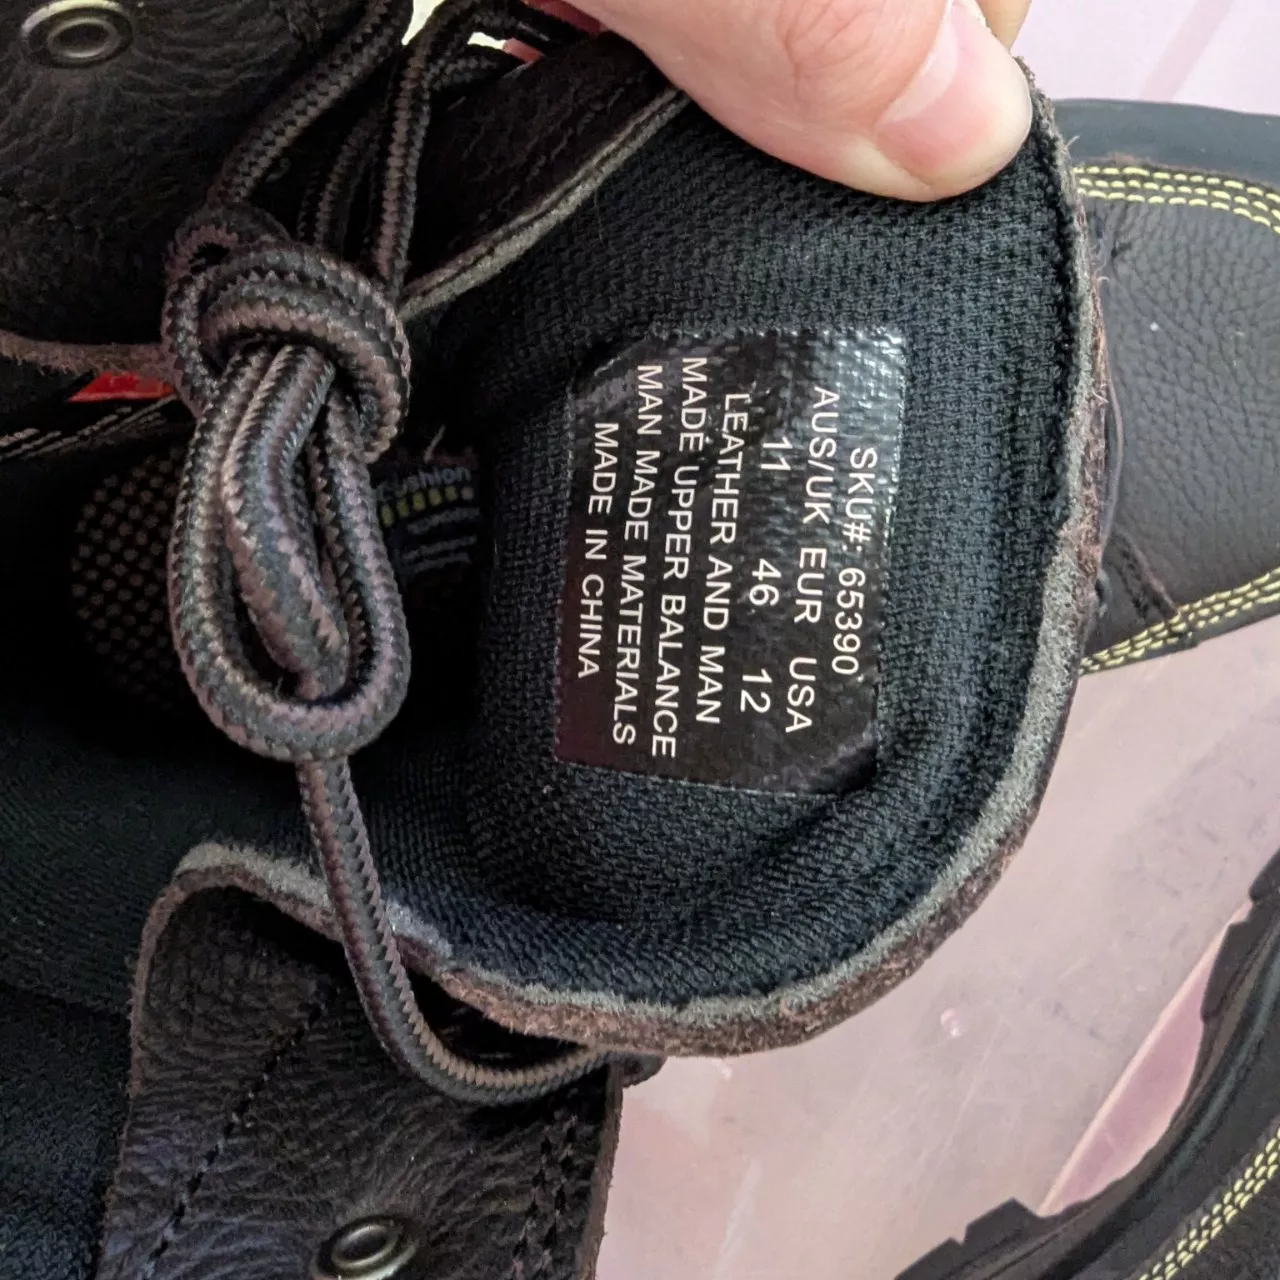 SKU#: 65390
AUS/UK EUR USA
11 46 12
LEATHER AND MAN
MADE UPPER BALANCE
MAN MADE MATERIALS
MADE IN CHINA
cushion